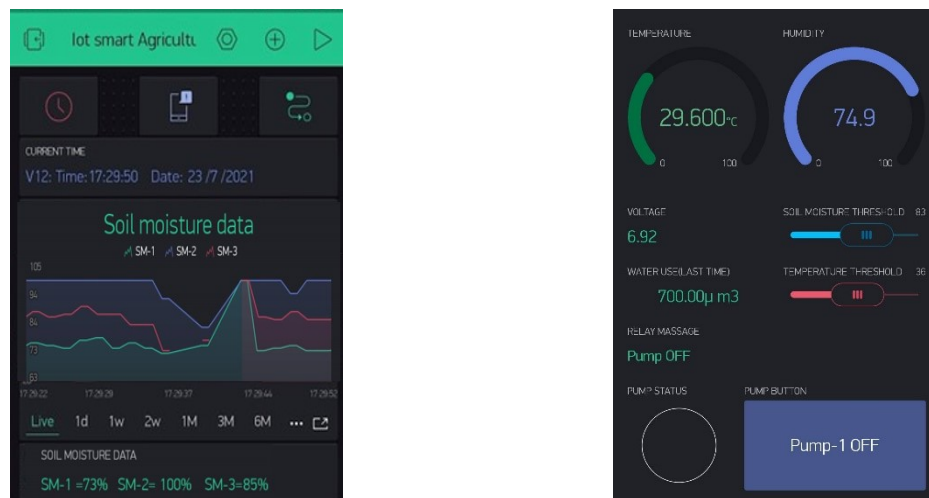 Iot smart Agricultu
CURRENT TIME
V12: Time:17:29:50 Date: 23 /7 /2021
Soil moisture data
SM-1 SM-2 SM-3
105
94
84
73
63
17:29:22 17:29:29 17:29:37 17:29:44 17:29:52
Live 1d 1w 2w 1M 3M 6M ...
SOIL MOISTURE DATA
SM-1 =73% SM-2= 100% SM-3=85%
TEMPERATURE HUMIDITY
29.600°C 74.9
0 100 0 100
VOLTAGE SOIL MOISTURE THRESHOLD 83
6.92
WATER USE(LAST TIME) TEMPERATURE THRESHOLD 36
700.00µ m3
RELAY MASSAGE
Pump OFF
PUMP STATUS PUMP BUTTON
Pump-1 OFF